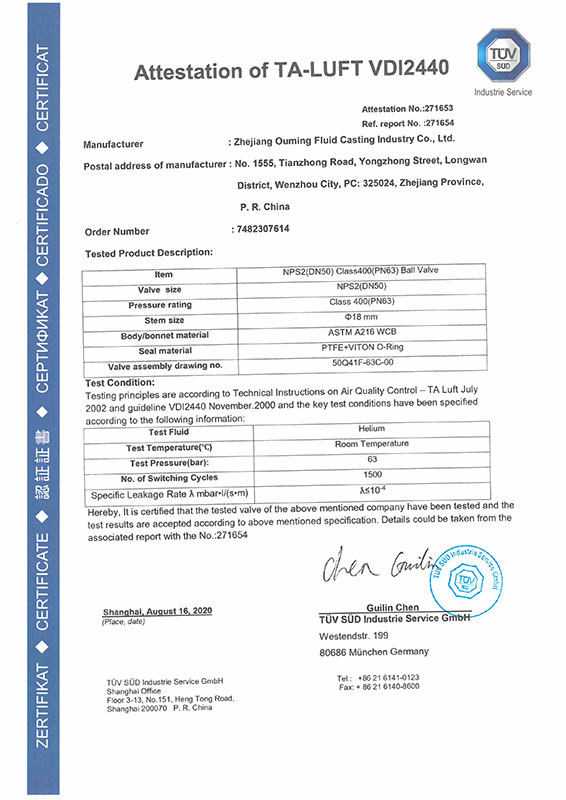 ZERTIFIKAT ◆ CERTIFICATE ◆ 認証証書 ◆ СЕРТИФИКАТ ◆ CERTIFICADO ◆ CERTIFICAT
TÜV
SÜD
Industrie Service
Attestation of TA-LUFT VDI2440
Attestation No.:271653
Ref. report No. :271654
Manufacturer : Zhejiang Ouming Fluid Casting Industry Co., Ltd.
Postal address of manufacturer : No. 1555, Tianzhong Road, Yongzhong Street, Longwan
District, Wenzhou City, PC: 325024, Zhejiang Province,
P. R. China
Order Number : 7482307614
Tested Product Description:
Item NPS2(DN50) Class400(PN63) Ball Valve
Valve size NPS2(DN50)
Pressure rating Class 400(PN63)
Stem size Φ18 mm
Body/bonnet material ASTM A216 WCB
Seal material PTFE+VITON O-Ring
Valve assembly drawing no. 50Q41F-63C-00
Test Condition:
Testing principles are according to Technical Instructions on Air Quality Control – TA Luft July
2002 and guideline VDI2440 November.2000 and the key test conditions have been specified
according to the following information:
Test Fluid Helium
Test Temperature(℃) Room Temperature
Test Pressure(bar): 63
No. of Switching Cycles 1500
Specific Leakage Rate λ mbar•l/(s•m) λ≤10⁻⁴
Hereby, It is certified that the tested valve of the above mentioned company have been tested and the
test results are accepted according to above mentioned specification. Details could be taken from the
associated report with the No.:271654
Chen Guilin
TÜV SÜD Industrie Service GmbH
TÜV
SÜD
Shanghai, August 16, 2020
(Place, date)
Guilin Chen
TÜV SÜD Industrie Service GmbH
Westendstr. 199
80686 München Germany
TÜV SÜD Industrie Service GmbH
Shanghai Office
Floor 3-13, No.151, Heng Tong Road,
Shanghai 200070 P. R. China
Tel.: +86 21 6141-0123
Fax: + 86 21 6140-8600